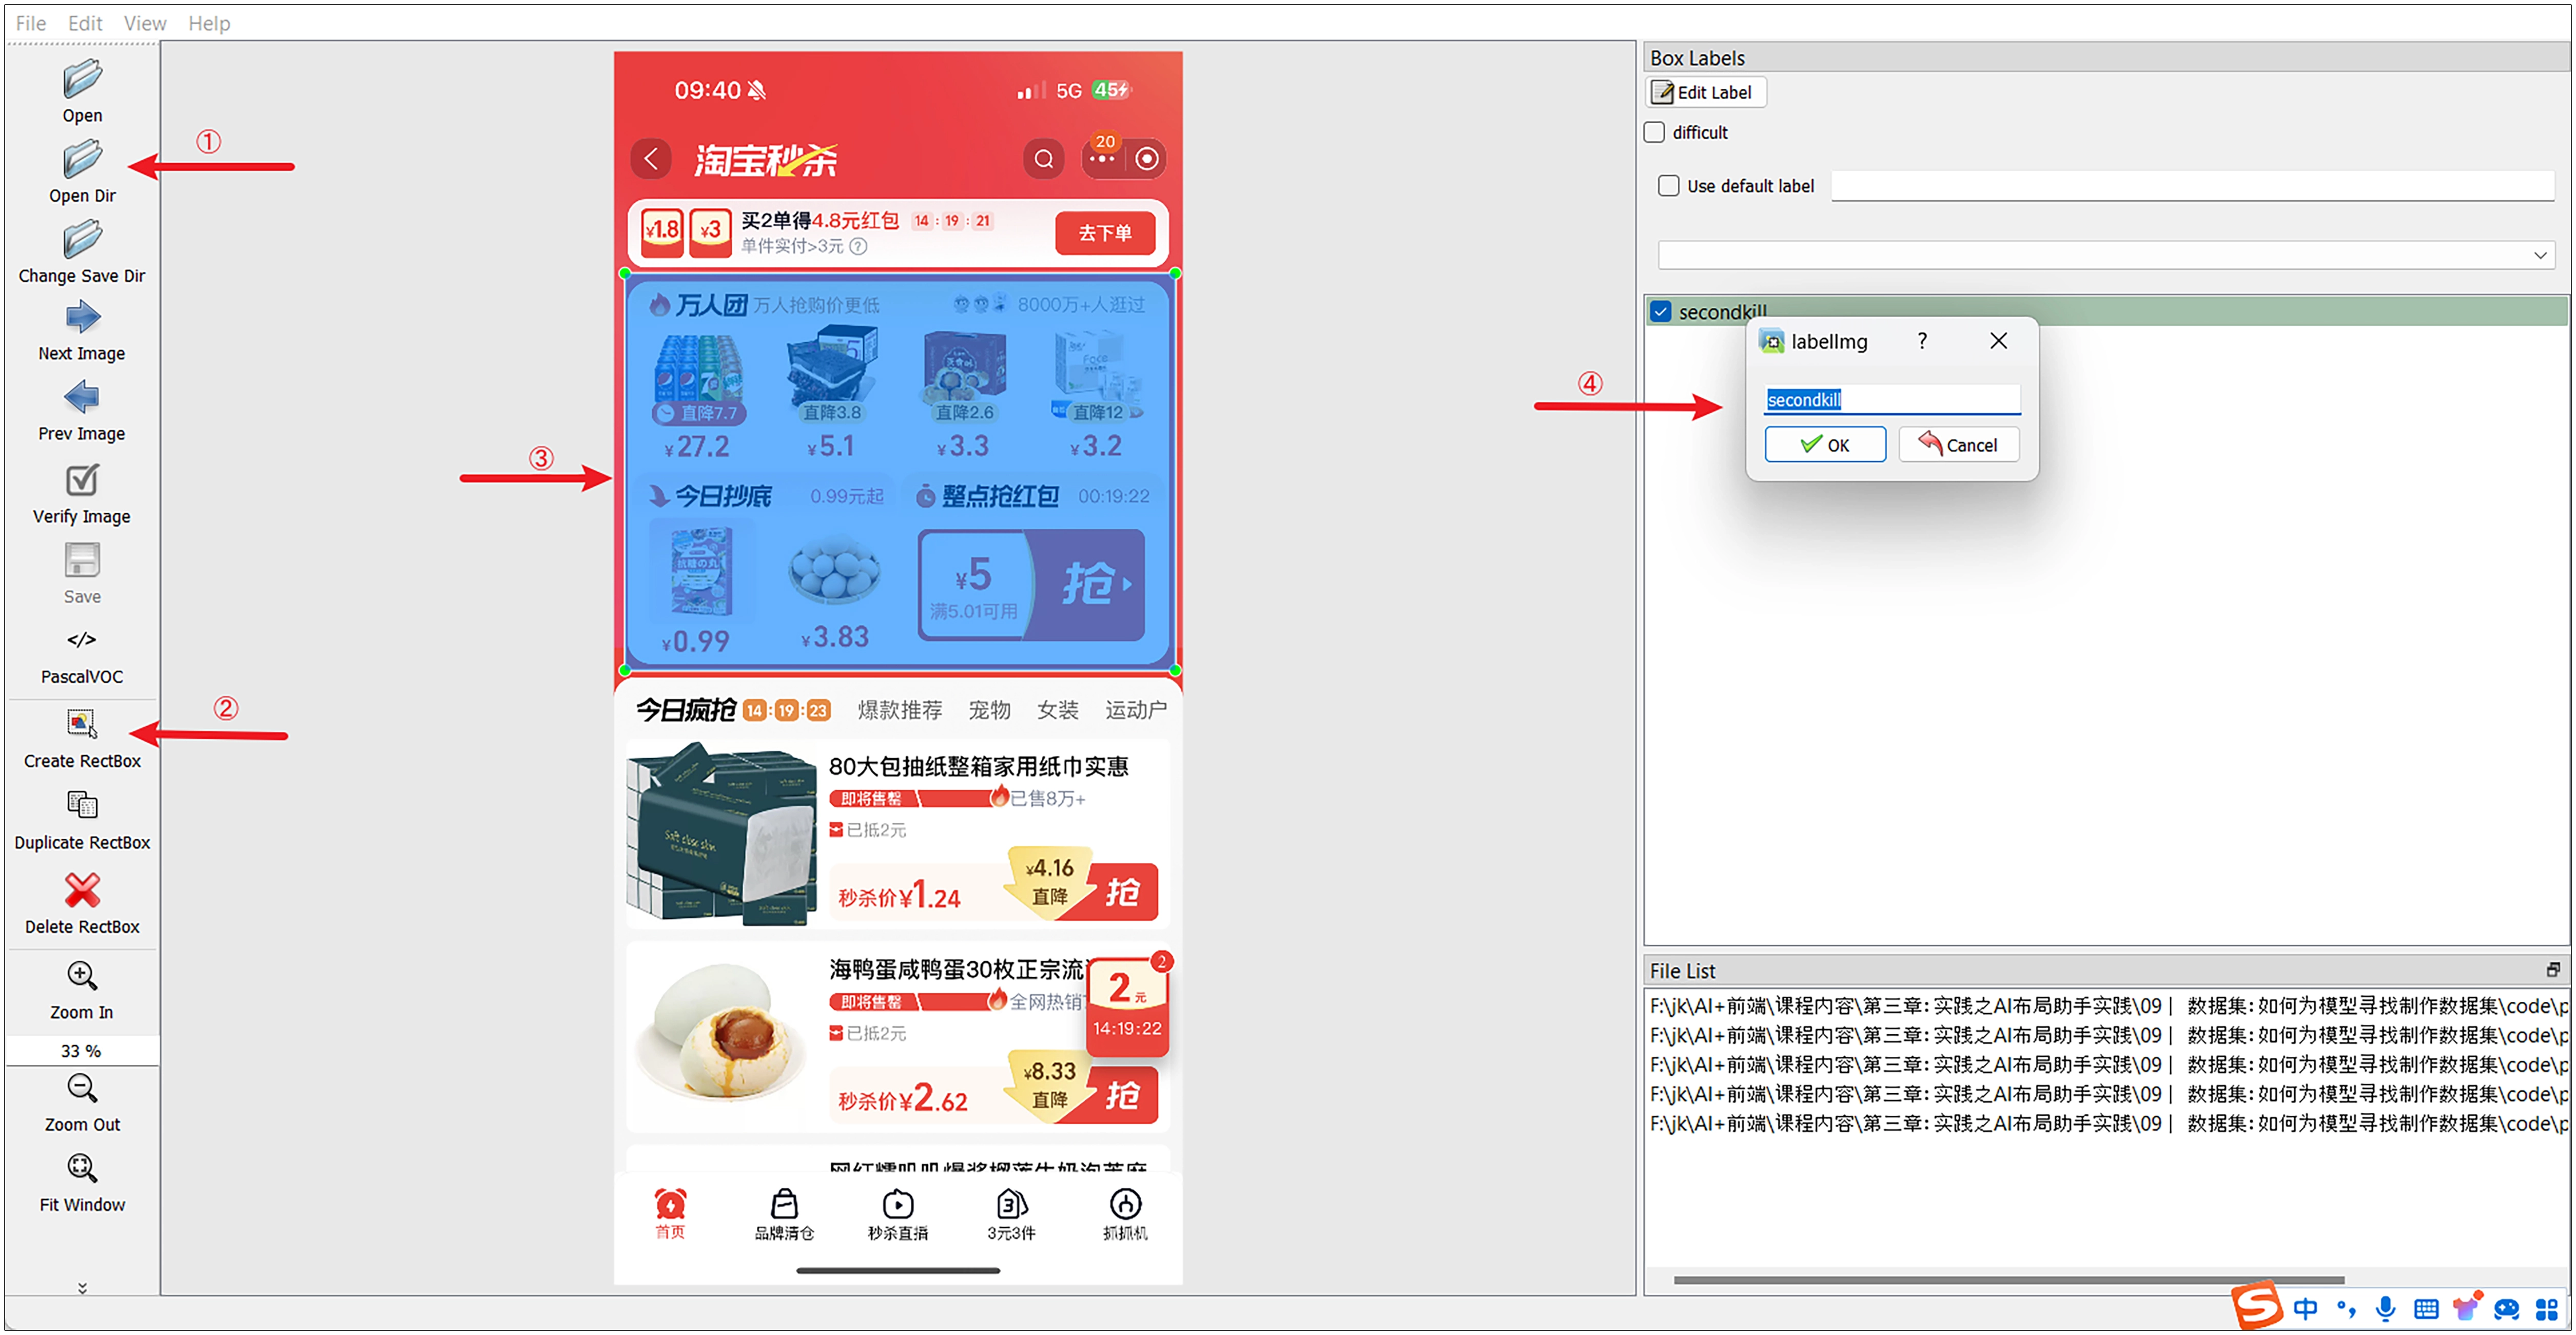 File Edit View Help
Open
①
Open Dir
Change Save Dir
Next Image
Prev Image
Verify Image
Save
</>
PascalVOC
②
Create RectBox
Duplicate RectBox
Delete RectBox
Zoom In
33 %
Zoom Out
Fit Window
③
09:40 5G 45
淘宝秒杀 20
¥1.8 ¥3 买2单得4.8元红包 14:19:21 去下单
单件实付>3元 ?
万人团 万人抢购价更低 8000万+人逛过
直降7.7 直降3.8 直降2.6 直降12
¥27.2 ¥5.1 ¥3.3 ¥3.2
今日抄底 0.99元起 整点抢红包 00:19:22
¥5 抢
满5.01可用
¥0.99 ¥3.83
今日疯抢 14:19:23 爆款推荐 宠物 女装 运动户
80大包抽纸整箱家用纸巾实惠
即将售罄 已售8万+
已抵2元
¥4.16
直降
秒杀价¥1.24 抢
海鸭蛋咸鸭蛋30枚正宗流
2
即将售罄 全网热销
2元
14:19:22
已抵2元
¥8.33
直降
秒杀价¥2.62 抢
首页 品牌清仓 秒杀直播 3元3件 抓抓机
Box Labels
Edit Label
difficult
Use default label
secondkill
④
labelImg ?
secondkill
OK Cancel
File List
F:\jk\AI+前端\课程内容\第三章:实践之AI布局助手实践\09 | 数据集:如何为模型寻找制作数据集\code\p
F:\jk\AI+前端\课程内容\第三章:实践之AI布局助手实践\09 | 数据集:如何为模型寻找制作数据集\code\p
F:\jk\AI+前端\课程内容\第三章:实践之AI布局助手实践\09 | 数据集:如何为模型寻找制作数据集\code\p
F:\jk\AI+前端\课程内容\第三章:实践之AI布局助手实践\09 | 数据集:如何为模型寻找制作数据集\code\p
F:\jk\AI+前端\课程内容\第三章:实践之AI布局助手实践\09 | 数据集:如何为模型寻找制作数据集\code\p
中